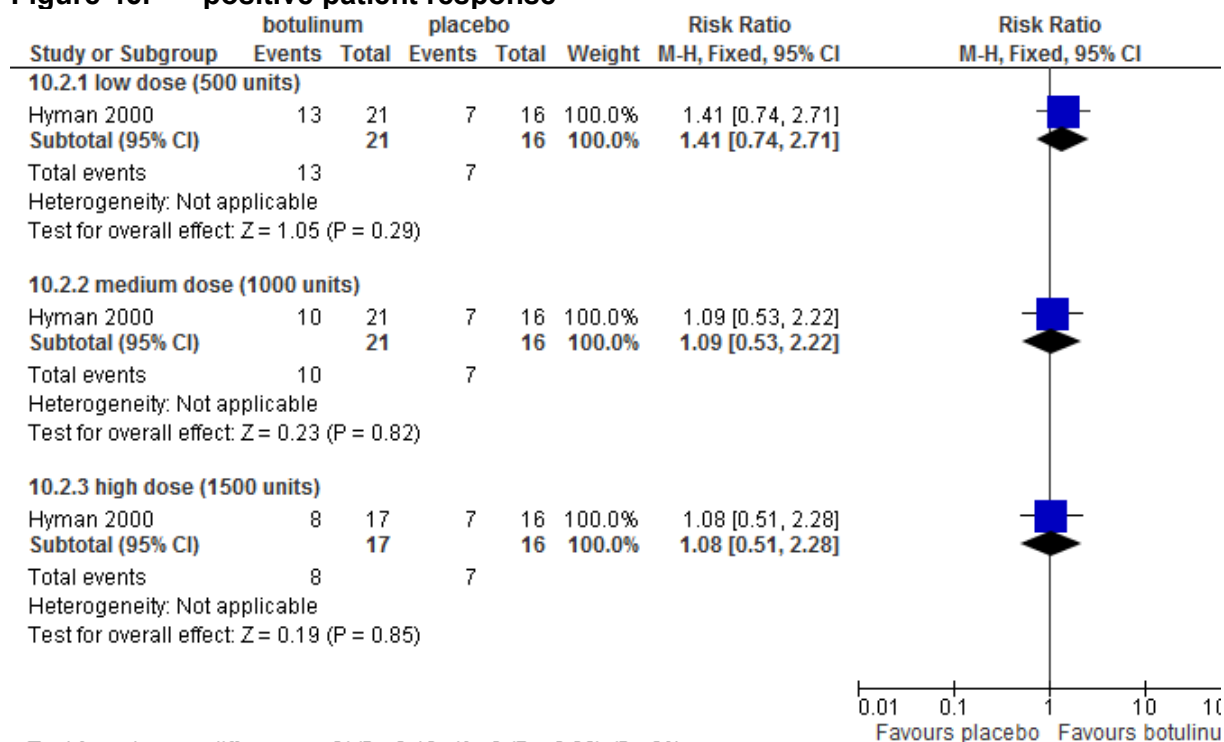 positive patient response
botulinum placebo Risk Ratio Risk Ratio
Study or Subgroup Events Total Events Total Weight M-H, Fixed, 95% CI M-H, Fixed, 95% CI
10.2.1 low dose (500 units)
Hyman 2000 13 21 7 16 100.0% 1.41 [0.74, 2.71]
Subtotal (95% CI) 21 16 100.0% 1.41 [0.74, 2.71]
Total events 13 7
Heterogeneity: Not applicable
Test for overall effect: Z = 1.05 (P = 0.29)
10.2.2 medium dose (1000 units)
Hyman 2000 10 21 7 16 100.0% 1.09 [0.53, 2.22]
Subtotal (95% CI) 21 16 100.0% 1.09 [0.53, 2.22]
Total events 10 7
Heterogeneity: Not applicable
Test for overall effect: Z = 0.23 (P = 0.82)
10.2.3 high dose (1500 units)
Hyman 2000 8 17 7 16 100.0% 1.08 [0.51, 2.28]
Subtotal (95% CI) 17 16 100.0% 1.08 [0.51, 2.28]
Total events 8 7
Heterogeneity: Not applicable
Test for overall effect: Z = 0.19 (P = 0.85)
0.01 0.1 1 10 10
Favours placebo Favours botulinu